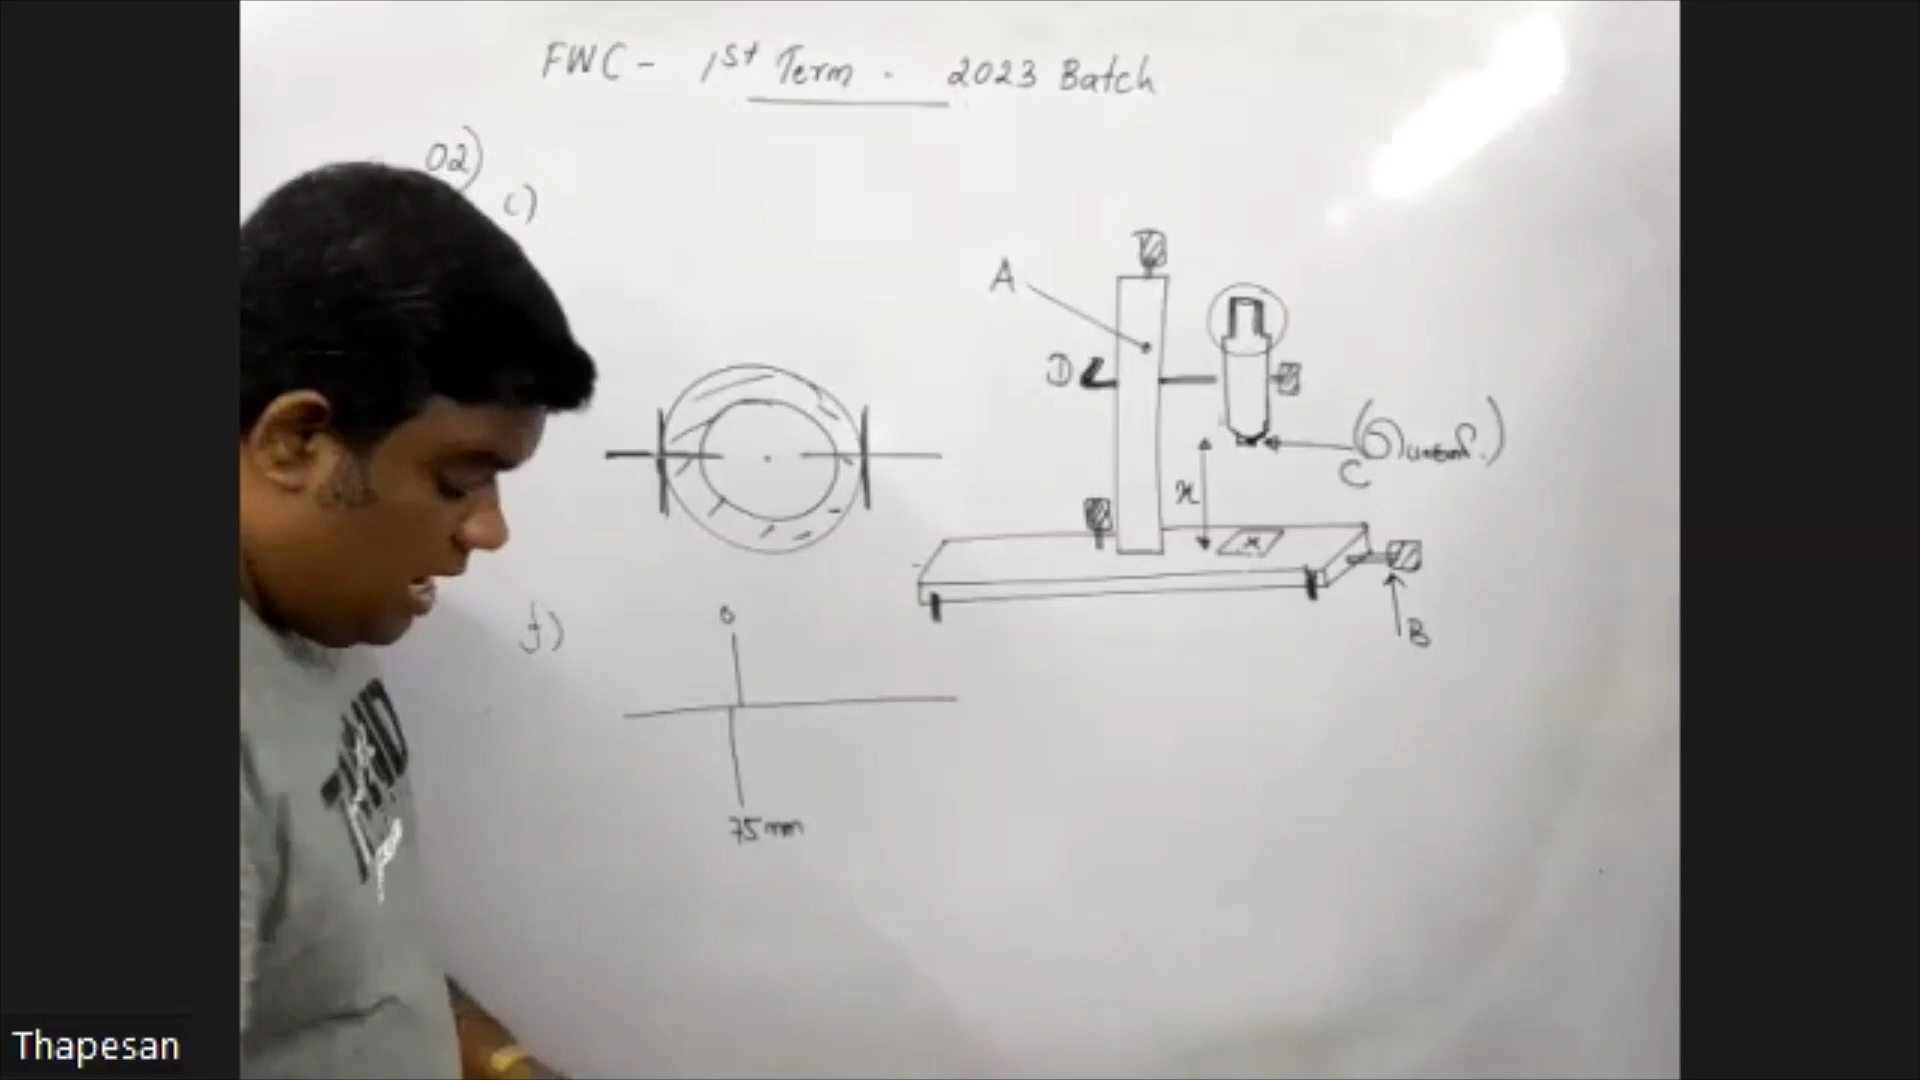 FWC - 1st Term . 2023 Batch
02)
c)
A
D
C
x
x
B
f)
0
75mm
Thapesan